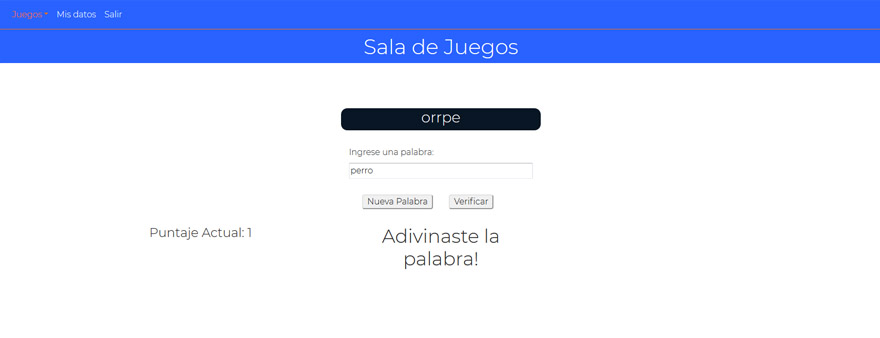 Juegos Mis datos Salir
Sala de Juegos
orrpe
Ingrese una palabra:
perro
Nueva Palabra Verificar
Puntaje Actual: 1
Adivinaste la
palabra!